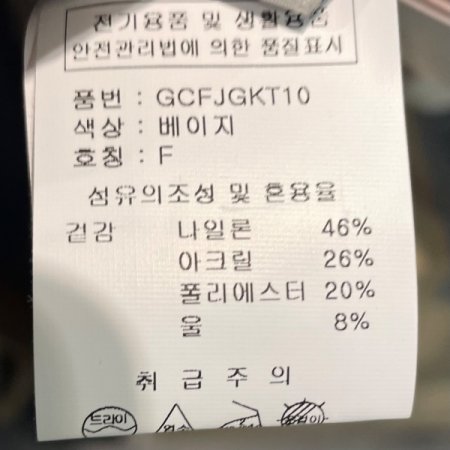 전기용품 및 생활용품
안전관리법에 의한 품질표시
품번 : GCFJGKT10
색상 : 베이지
호칭 : F
섬유의조성 및 혼용율
겉감 나일론 46%
아크릴 26%
폴리에스터 20%
울 8%
취 급 주 의
드라이